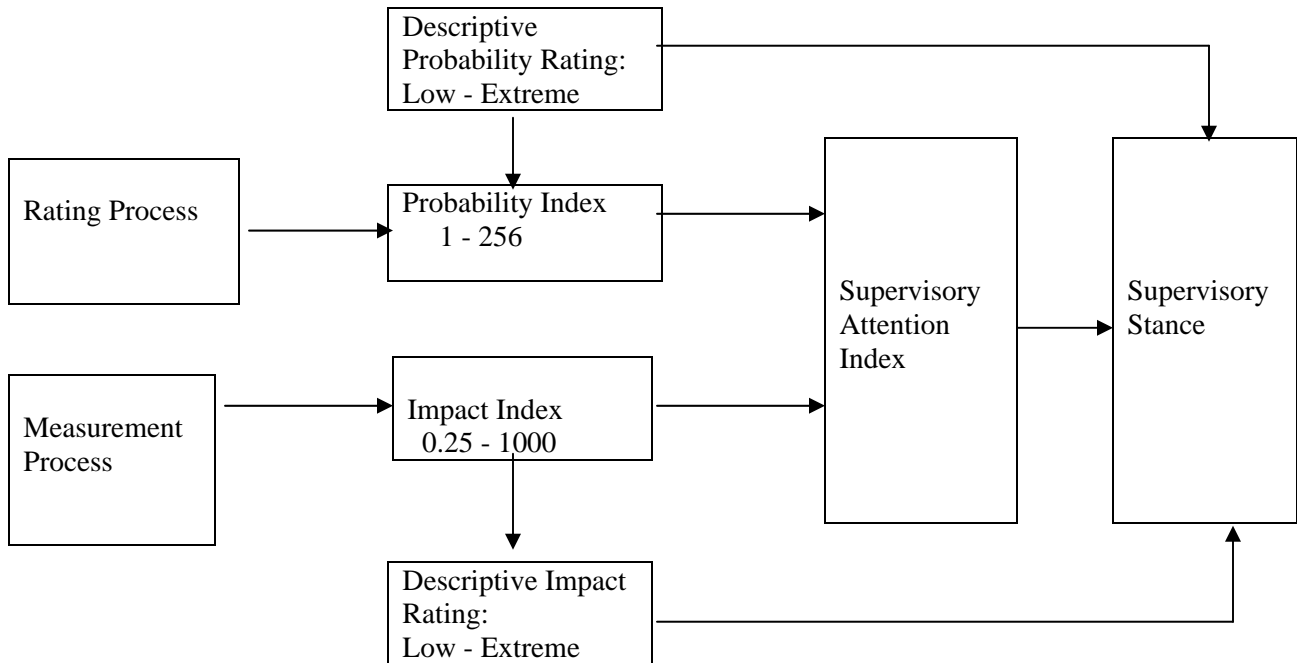 Descriptive
Probability Rating:
Low - Extreme
Rating Process
Probability Index
1 - 256
Supervisory
Attention
Index
Supervisory
Stance
Measurement
Process
Impact Index
0.25 - 1000
Descriptive Impact
Rating:
Low - Extreme